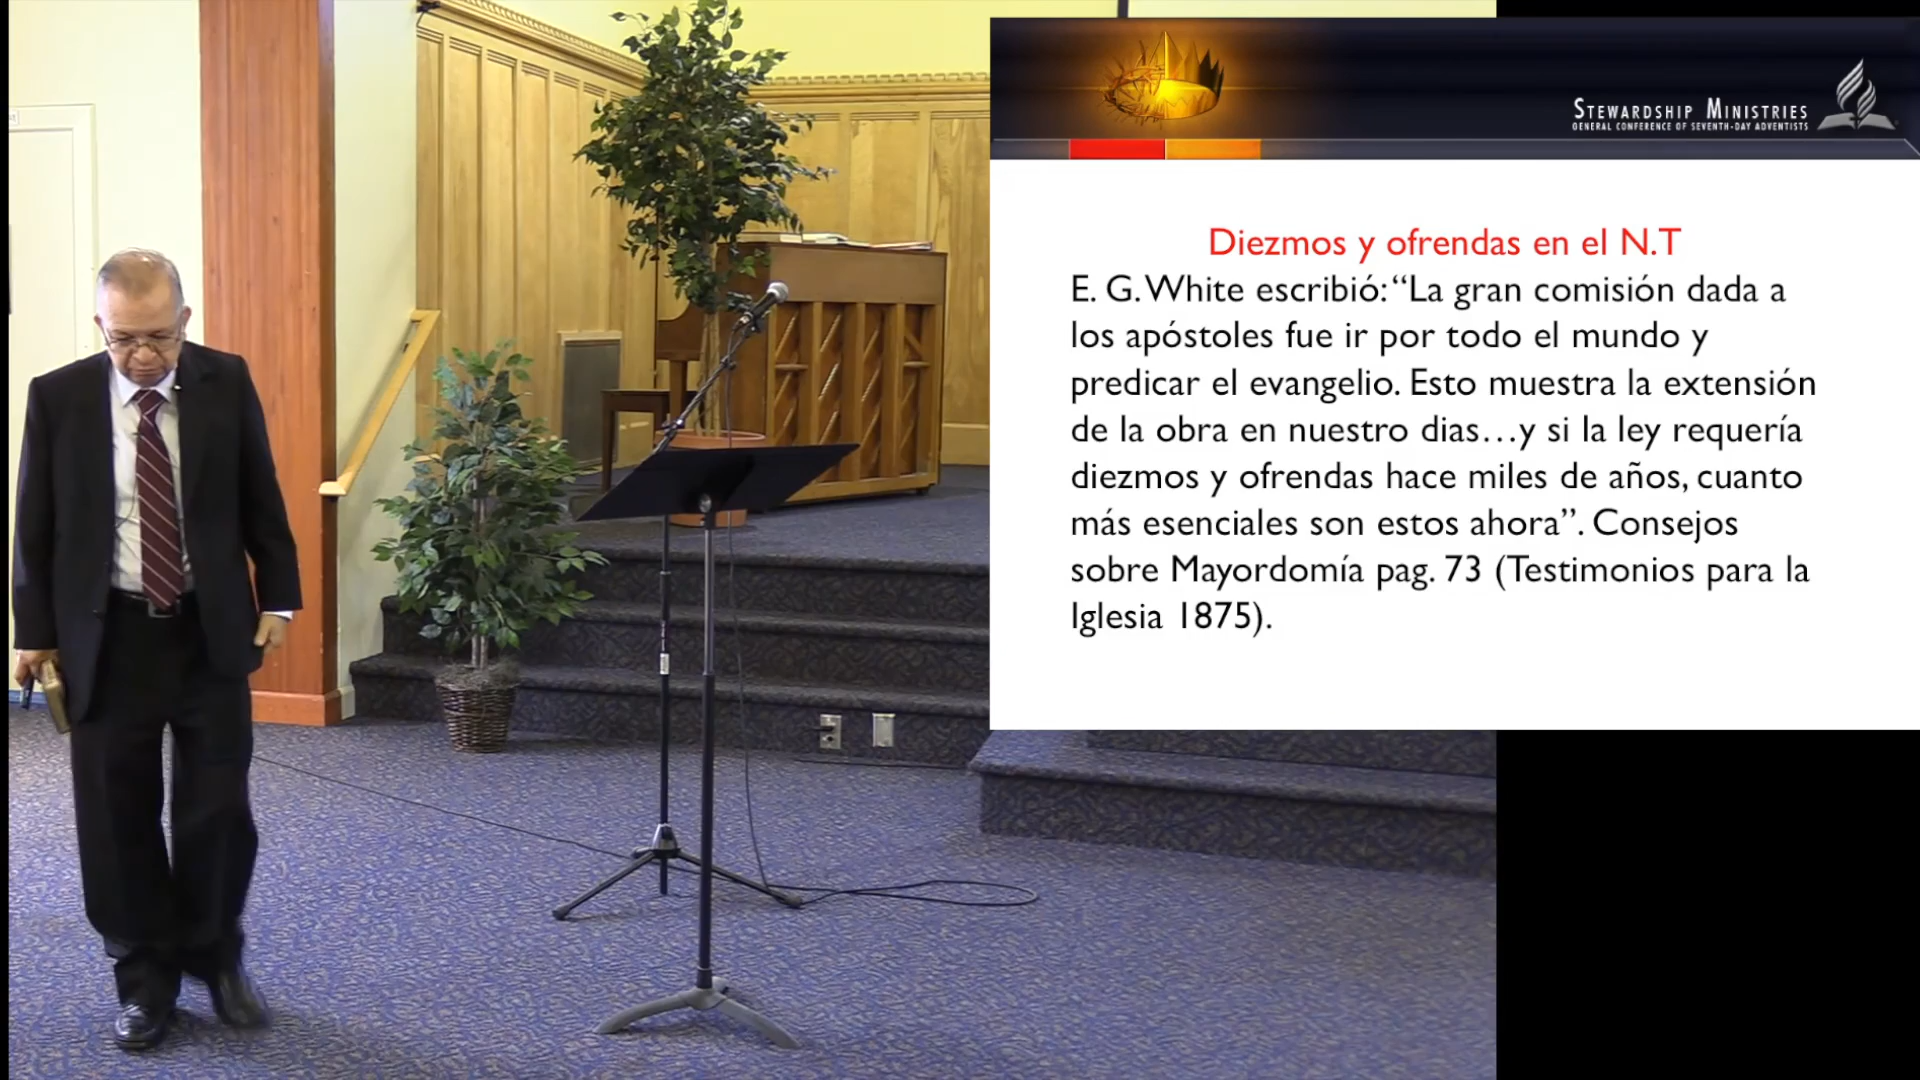 STEWARDSHIP MINISTRIES
GENERAL CONFERENCE OF SEVENTH-DAY ADVENTISTS
Diezmos y ofrendas en el N.T
E. G. White escribió: “La gran comisión dada a
los apóstoles fue ir por todo el mundo y
predicar el evangelio. Esto muestra la extensión
de la obra en nuestro dias…y si la ley requería
diezmos y ofrendas hace miles de años, cuanto
más esenciales son estos ahora”. Consejos
sobre Mayordomía pag. 73 (Testimonios para la
Iglesia 1875).